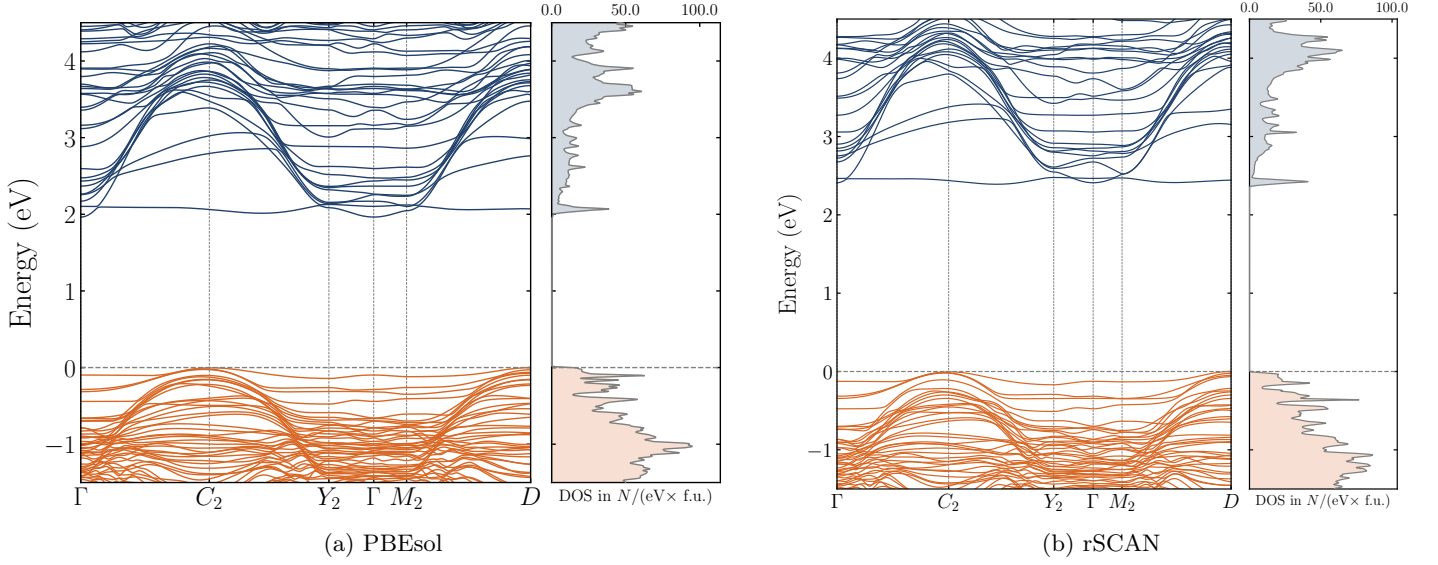 0.0 50.0 100.0
Energy (eV)
4
3
2
1
0
−1
Γ C₂ Y₂ Γ M₂ D
DOS in N/(eV× f.u.)
(a) PBEsol
0.0 50.0 100.0
Energy (eV)
4
3
2
1
0
−1
Γ C₂ Y₂ Γ M₂ D
DOS in N/(eV× f.u.)
(b) rSCAN